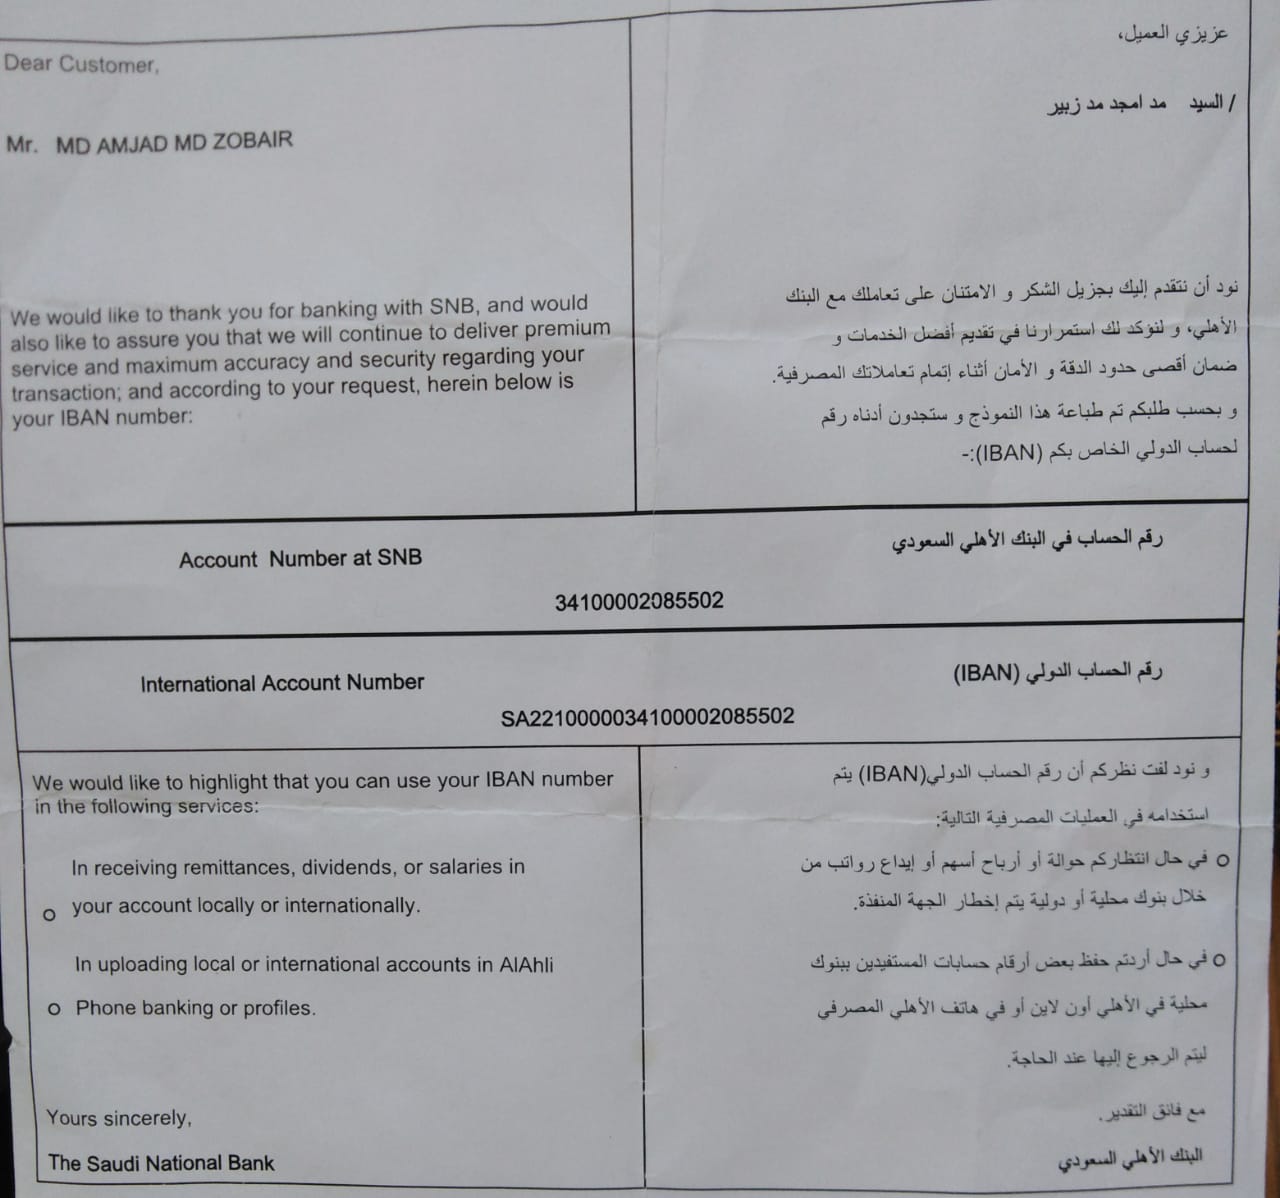 Dear Customer,
Mr. MD AMJAD MD ZOBAIR
We would like to thank you for banking with SNB, and would
also like to assure you that we will continue to deliver premium
service and maximum accuracy and security regarding your
transaction; and according to your request, herein below is
your IBAN number:
عزيزي العميل،
/ السيد مد امجد مد زبير
نود أن نتقدم إليك بجزيل الشكر و الامتنان على تعاملك مع البنك
الأهلي، و لنؤكد لك استمرارنا في تقديم أفضل الخدمات و
ضمان أقصى حدود الدقة و الأمان أثناء إتمام تعاملاتك المصرفية.
و بحسب طلبكم تم طباعة هذا النموذج و ستجدون أدناه رقم
لحساب الدولي الخاص بكم (IBAN):-
Account Number at SNB
رقم الحساب في البنك الأهلي السعودي
34100002085502
International Account Number
رقم الحساب الدولي (IBAN)
SA2210000034100002085502
We would like to highlight that you can use your IBAN number
in the following services:
In receiving remittances, dividends, or salaries in
o your account locally or internationally.
In uploading local or international accounts in AlAhli
o Phone banking or profiles.
Yours sincerely,
The Saudi National Bank
و نود لفت نظركم أن رقم الحساب الدولي(IBAN) يتم
استخدامه في العمليات المصرفية التالية:
o في حال انتظاركم حوالة أو أرباح أسهم أو إيداع رواتب من
خلال بنوك محلية أو دولية يتم إخطار الجهة المنفذة.
o في حال أردتم حفظ بعض أرقام حسابات المستفيدين ببنوك
محلية في الأهلي أون لاين أو في هاتف الأهلي المصرفي
ليتم الرجوع إليها عند الحاجة.
مع فائق التقدير.
البنك الأهلي السعودي